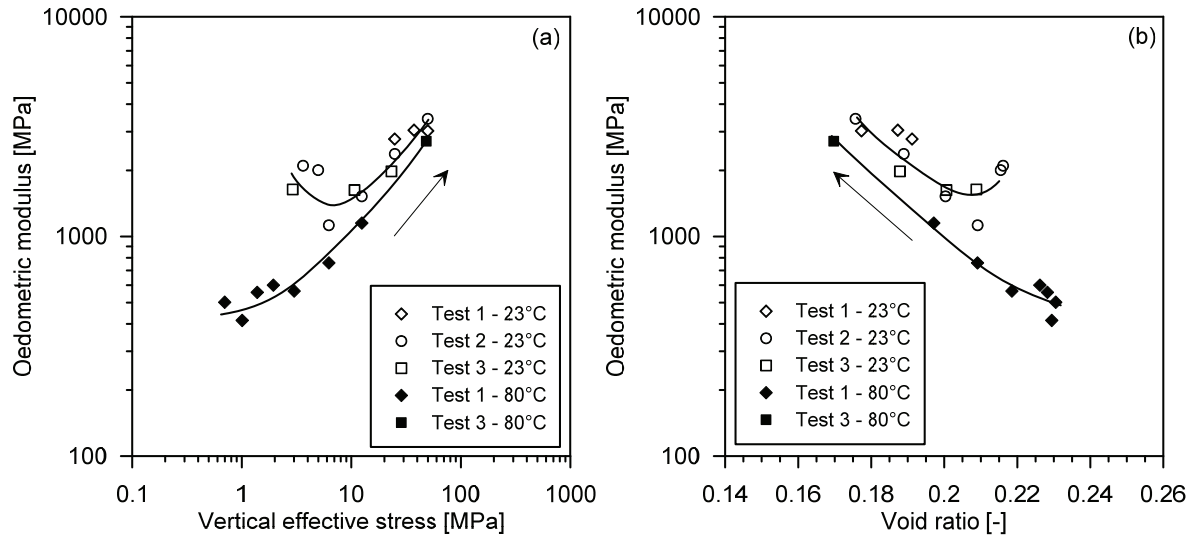 10000
(a)
1000
100
Oedometric modulus [MPa]
Test 1 - 23°C
Test 2 - 23°C
Test 3 - 23°C
Test 1 - 80°C
Test 3 - 80°C
0.1 1 10 100 1000
Vertical effective stress [MPa]
10000
(b)
1000
100
Oedometric modulus [MPa]
Test 1 - 23°C
Test 2 - 23°C
Test 3 - 23°C
Test 1 - 80°C
Test 3 - 80°C
0.14 0.16 0.18 0.2 0.22 0.24 0.26
Void ratio [-]